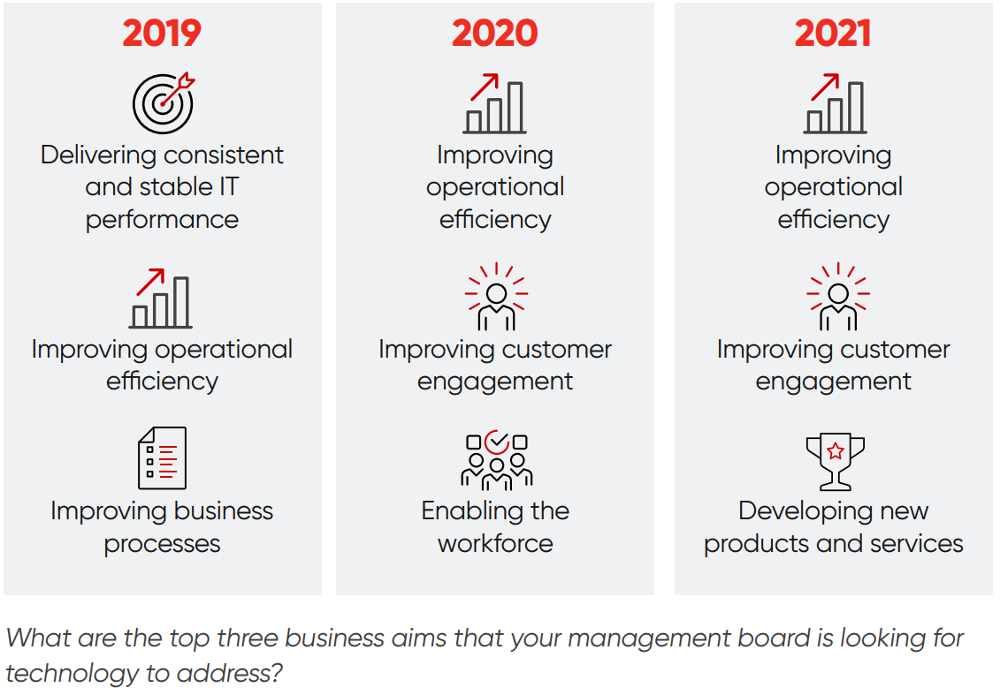 2019
Delivering consistent
and stable IT
performance
Improving operational
efficiency
Improving business
processes
2020
Improving
operational
efficiency
Improving customer
engagement
Enabling the
workforce
2021
Improving
operational
efficiency
Improving customer
engagement
Developing new
products and services
What are the top three business aims that your management board is looking for
technology to address?